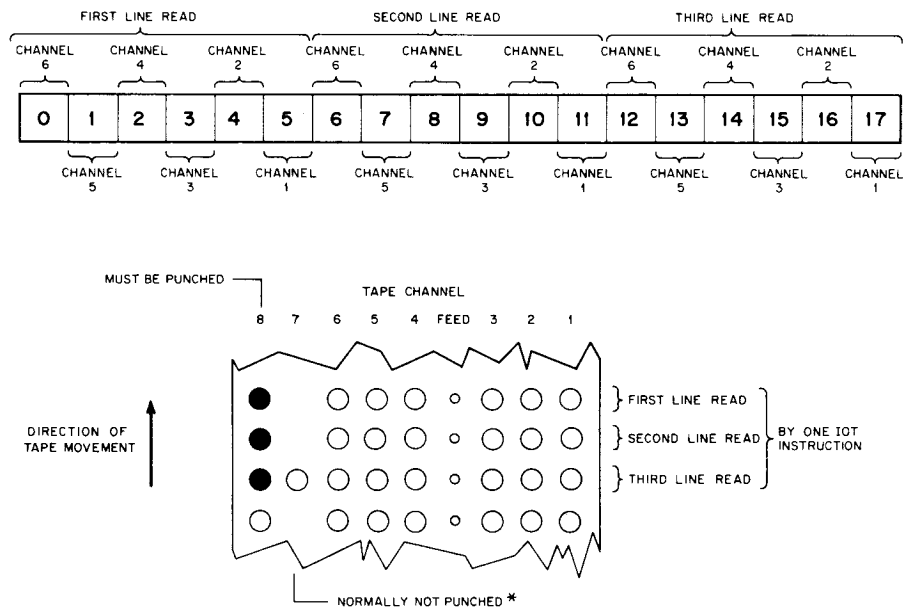 FIRST LINE READ SECOND LINE READ THIRD LINE READ
CHANNEL 6 CHANNEL 4 CHANNEL 2 CHANNEL 6 CHANNEL 4 CHANNEL 2 CHANNEL 6 CHANNEL 4 CHANNEL 2
0 1 2 3 4 5 6 7 8 9 10 11 12 13 14 15 16 17
CHANNEL 5 CHANNEL 3 CHANNEL 1 CHANNEL 5 CHANNEL 3 CHANNEL 1 CHANNEL 5 CHANNEL 3 CHANNEL 1
MUST BE PUNCHED
TAPE CHANNEL
8 7 6 5 4 FEED 3 2 1
DIRECTION OF
TAPE MOVEMENT
FIRST LINE READ
SECOND LINE READ
THIRD LINE READ
BY ONE IOT
INSTRUCTION
NORMALLY NOT PUNCHED *